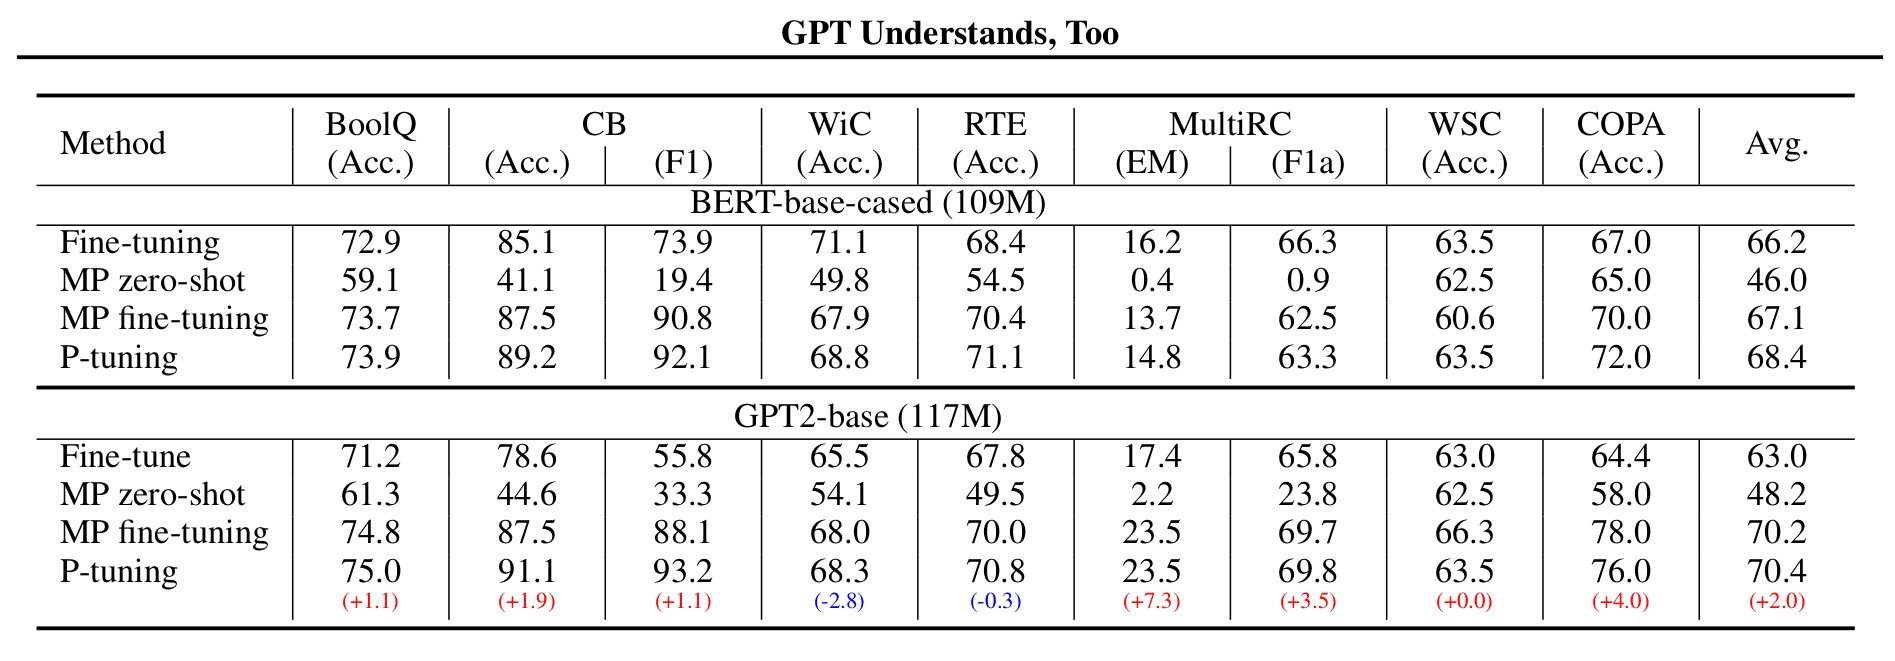 GPT Understands, Too
Method BoolQ CB WiC RTE MultiRC WSC COPA Avg.
(Acc.) (Acc.) (F1) (Acc.) (Acc.) (EM) (F1a) (Acc.) (Acc.)
BERT-base-cased (109M)
Fine-tuning 72.9 85.1 73.9 71.1 68.4 16.2 66.3 63.5 67.0 66.2
MP zero-shot 59.1 41.1 19.4 49.8 54.5 0.4 0.9 62.5 65.0 46.0
MP fine-tuning 73.7 87.5 90.8 67.9 70.4 13.7 62.5 60.6 70.0 67.1
P-tuning 73.9 89.2 92.1 68.8 71.1 14.8 63.3 63.5 72.0 68.4
GPT2-base (117M)
Fine-tune 71.2 78.6 55.8 65.5 67.8 17.4 65.8 63.0 64.4 63.0
MP zero-shot 61.3 44.6 33.3 54.1 49.5 2.2 23.8 62.5 58.0 48.2
MP fine-tuning 74.8 87.5 88.1 68.0 70.0 23.5 69.7 66.3 78.0 70.2
P-tuning 75.0 91.1 93.2 68.3 70.8 23.5 69.8 63.5 76.0 70.4
(+1.1) (+1.9) (+1.1) (-2.8) (-0.3) (+7.3) (+3.5) (+0.0) (+4.0) (+2.0)